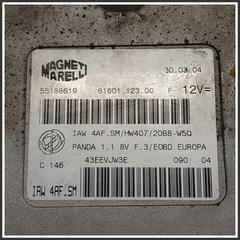 MAGNETI
MARELLI
30.03.04
55188619 61601.123.00 F 12V=
IAW 4AF.SM/HW407/20B8-W5Q
PANDA 1.1 8V F.3/EOBD EUROPA
C 146 43EEVJW3E 090 04
IAW 4AF.SM